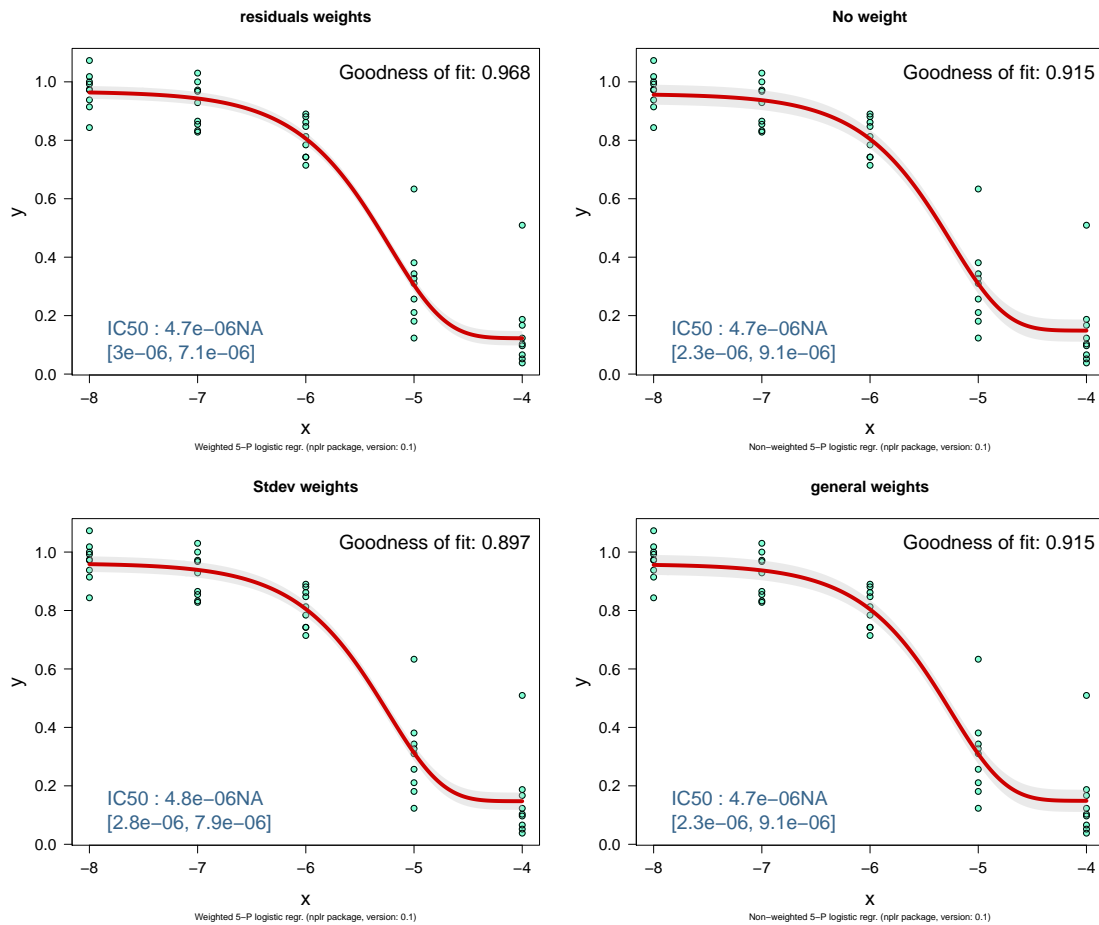 residuals weights
Goodness of fit: 0.968
1.0
0.8
0.6
0.4
0.2
0.0
y
IC50 : 4.7e−06NA
[3e−06, 7.1e−06]
−8
−7
−6
−5
−4
x
Weighted 5−P logistic regr. (nplr package, version: 0.1)
No weight
Goodness of fit: 0.915
1.0
0.8
0.6
0.4
0.2
0.0
y
IC50 : 4.7e−06NA
[2.3e−06, 9.1e−06]
−8
−7
−6
−5
−4
x
Non−weighted 5−P logistic regr. (nplr package, version: 0.1)
Stdev weights
Goodness of fit: 0.897
1.0
0.8
0.6
0.4
0.2
0.0
y
IC50 : 4.8e−06NA
[2.8e−06, 7.9e−06]
−8
−7
−6
−5
−4
x
Weighted 5−P logistic regr. (nplr package, version: 0.1)
general weights
Goodness of fit: 0.915
1.0
0.8
0.6
0.4
0.2
0.0
y
IC50 : 4.7e−06NA
[2.3e−06, 9.1e−06]
−8
−7
−6
−5
−4
x
Non−weighted 5−P logistic regr. (nplr package, version: 0.1)